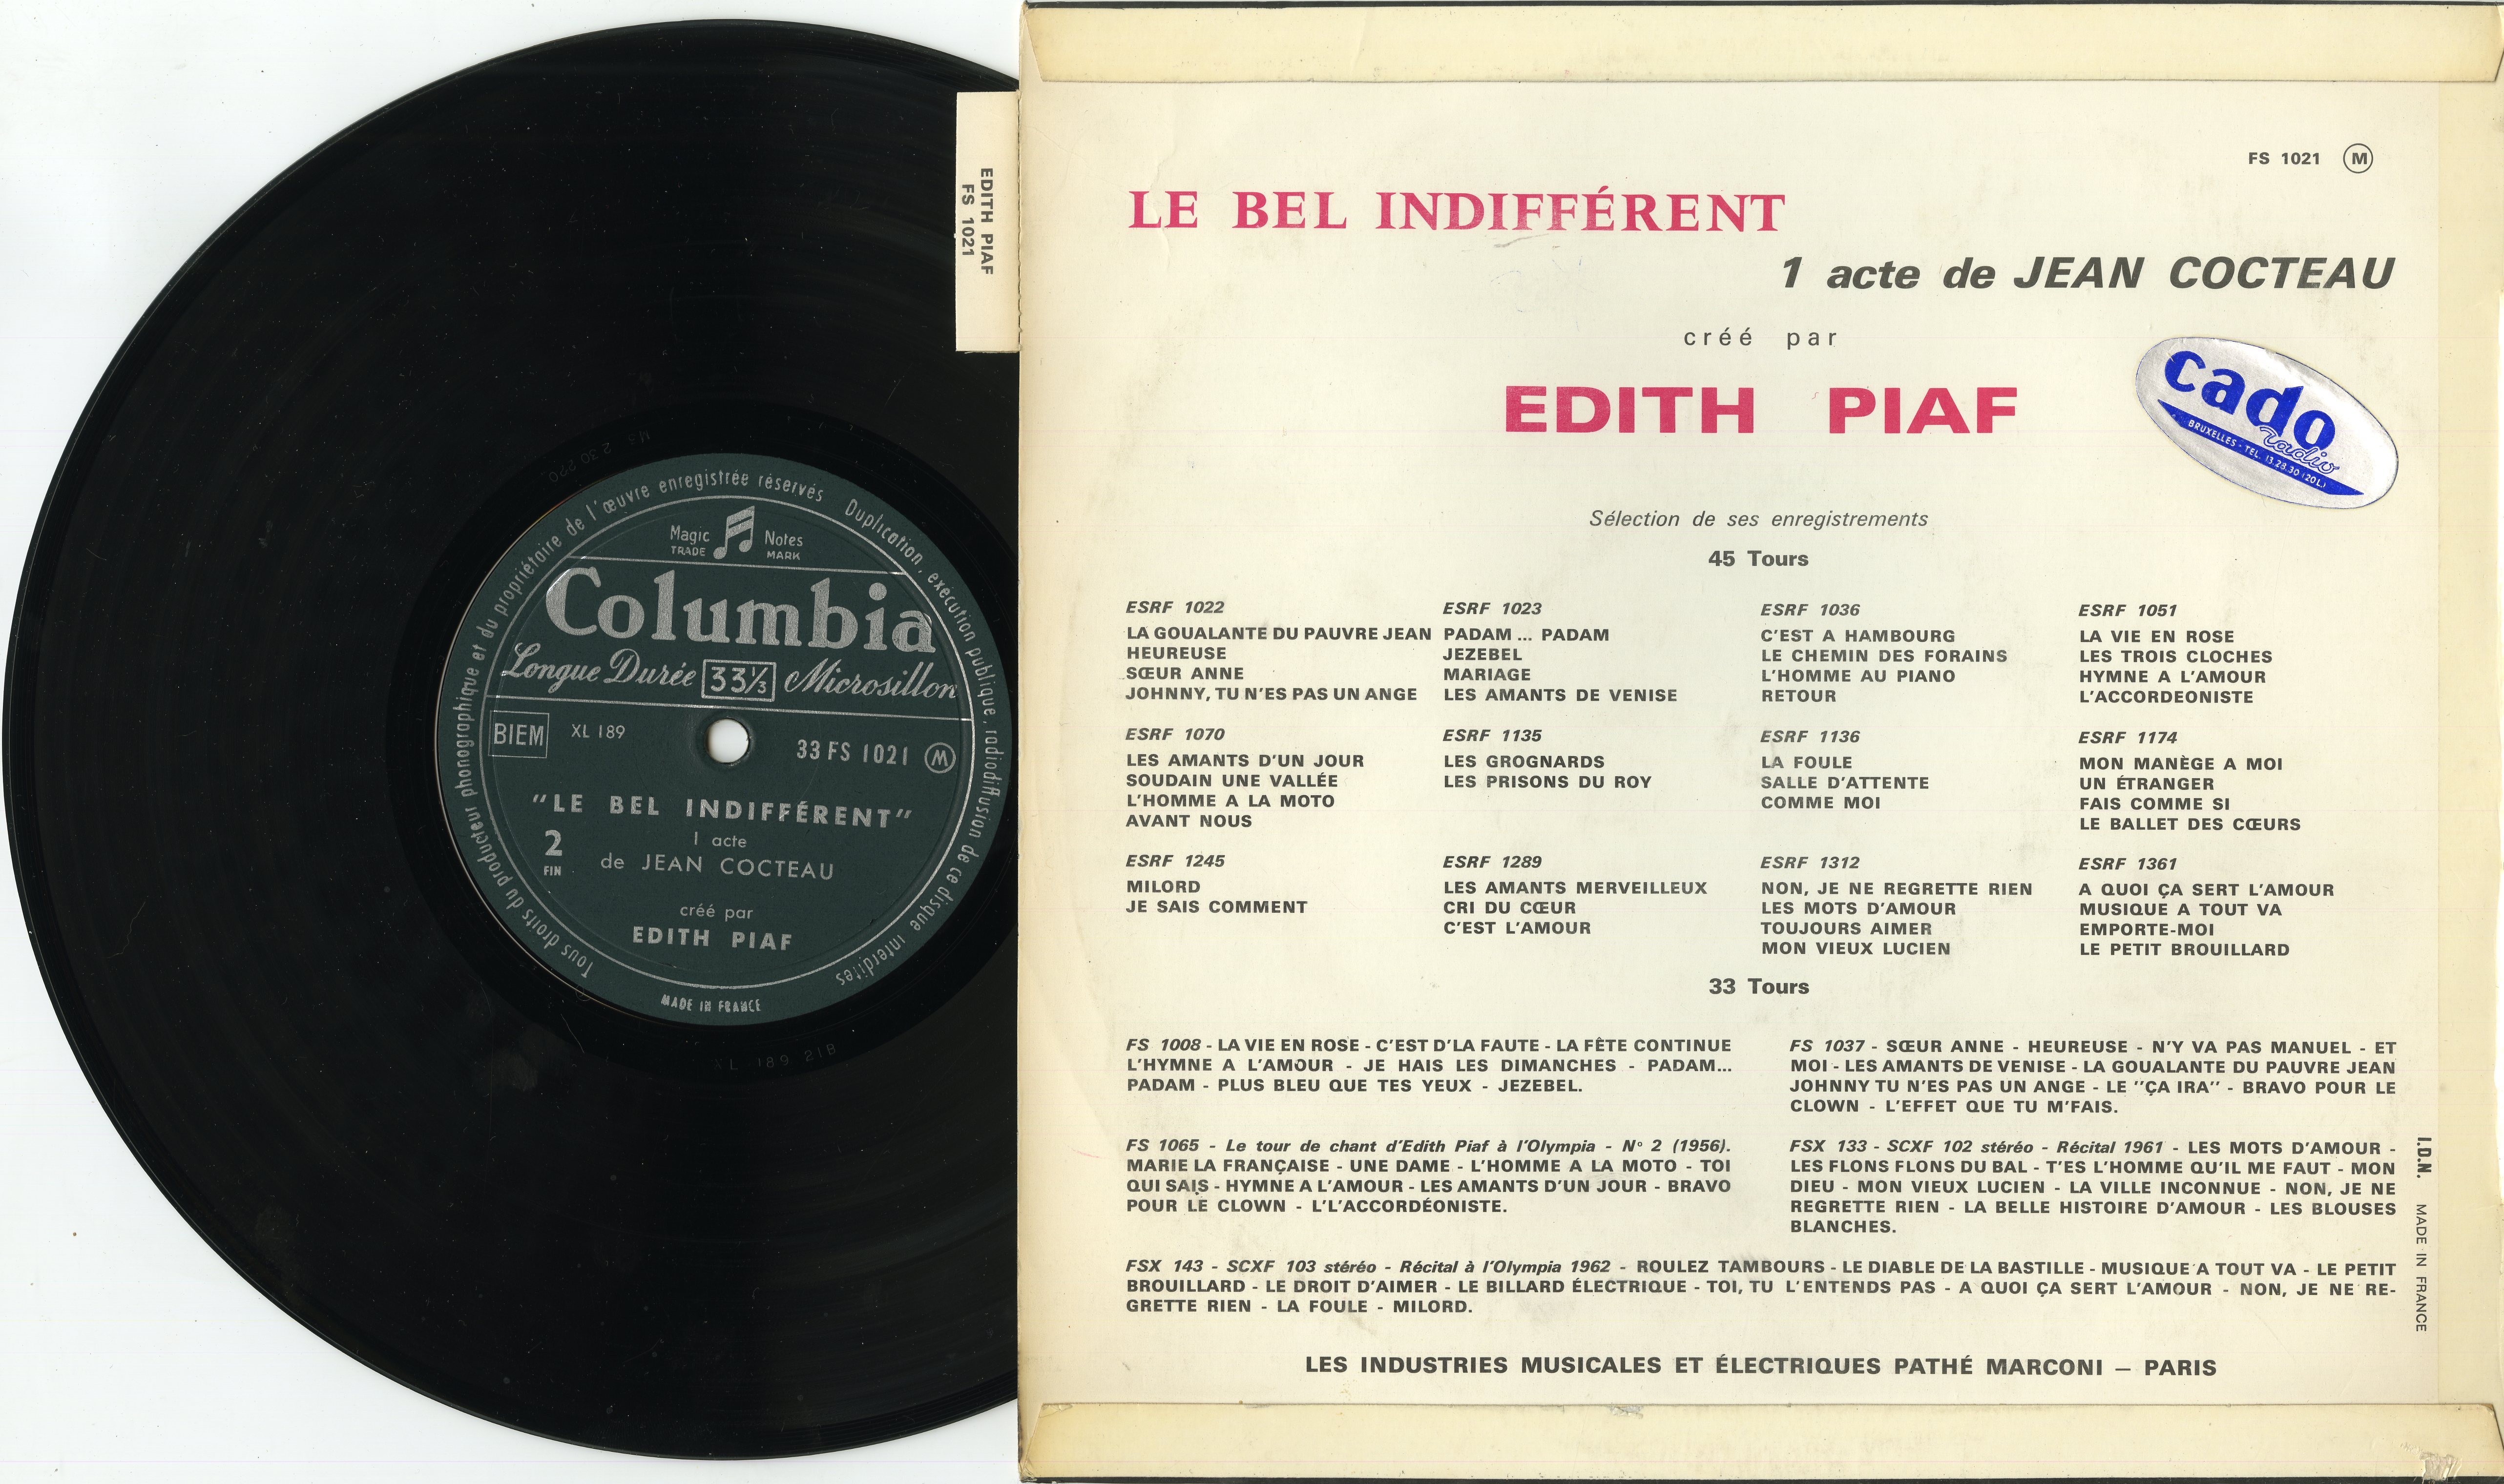 EDITH PIAF
FS 1021
Tous droits du producteur phonographique et du propriétaire de l'œuvre enregistrée réservés Duplication, exécution publique, radiodiffusion de ce disque interdites
Magic Notes
TRADE MARK
Columbia
Longue Durée 33⅓ Microsillon
BIEM XL 189 33 FS 1021 M
"LE BEL INDIFFÉRENT"
1 acte
2
de JEAN COCTEAU
FIN
créé par
EDITH PIAF
MADE IN FRANCE
XL 189 21B
FS 1021 M
LE BEL INDIFFÉRENT
1 acte de JEAN COCTEAU
créé par
EDITH PIAF
cado
radio
BRUXELLES - TEL. 13.28.30 (20L.)
Sélection de ses enregistrements
45 Tours
ESRF 1022
LA GOUALANTE DU PAUVRE JEAN
HEUREUSE
SŒUR ANNE
JOHNNY, TU N'ES PAS UN ANGE
ESRF 1023
PADAM ... PADAM
JEZEBEL
MARIAGE
LES AMANTS DE VENISE
ESRF 1036
C'EST A HAMBOURG
LE CHEMIN DES FORAINS
L'HOMME AU PIANO
RETOUR
ESRF 1051
LA VIE EN ROSE
LES TROIS CLOCHES
HYMNE A L'AMOUR
L'ACCORDEONISTE
ESRF 1070
LES AMANTS D'UN JOUR
SOUDAIN UNE VALLÉE
L'HOMME A LA MOTO
AVANT NOUS
ESRF 1135
LES GROGNARDS
LES PRISONS DU ROY
ESRF 1136
LA FOULE
SALLE D'ATTENTE
COMME MOI
ESRF 1174
MON MANÈGE A MOI
UN ÉTRANGER
FAIS COMME SI
LE BALLET DES CŒURS
ESRF 1245
MILORD
JE SAIS COMMENT
ESRF 1289
LES AMANTS MERVEILLEUX
CRI DU CŒUR
C'EST L'AMOUR
ESRF 1312
NON, JE NE REGRETTE RIEN
LES MOTS D'AMOUR
TOUJOURS AIMER
MON VIEUX LUCIEN
ESRF 1361
A QUOI ÇA SERT L'AMOUR
MUSIQUE A TOUT VA
EMPORTE-MOI
LE PETIT BROUILLARD
33 Tours
FS 1008 - LA VIE EN ROSE - C'EST D'LA FAUTE - LA FÊTE CONTINUE
L'HYMNE A L'AMOUR - JE HAIS LES DIMANCHES - PADAM...
PADAM - PLUS BLEU QUE TES YEUX - JEZEBEL.
FS 1037 - SŒUR ANNE - HEUREUSE - N'Y VA PAS MANUEL - ET
MOI - LES AMANTS DE VENISE - LA GOUALANTE DU PAUVRE JEAN
JOHNNY TU N'ES PAS UN ANGE - LE "ÇA IRA" - BRAVO POUR LE
CLOWN - L'EFFET QUE TU M'FAIS.
FS 1065 - Le tour de chant d'Edith Piaf à l'Olympia - N° 2 (1956).
MARIE LA FRANÇAISE - UNE DAME - L'HOMME A LA MOTO - TOI
QUI SAIS - HYMNE A L'AMOUR - LES AMANTS D'UN JOUR - BRAVO
POUR LE CLOWN - L'L'ACCORDÉONISTE.
FSX 133 - SCXF 102 stéréo - Récital 1961 - LES MOTS D'AMOUR -
LES FLONS FLONS DU BAL - T'ES L'HOMME QU'IL ME FAUT - MON
DIEU - MON VIEUX LUCIEN - LA VILLE INCONNUE - NON, JE NE
REGRETTE RIEN - LA BELLE HISTOIRE D'AMOUR - LES BLOUSES
BLANCHES.
FSX 143 - SCXF 103 stéréo - Récital à l'Olympia 1962 - ROULEZ TAMBOURS - LE DIABLE DE LA BASTILLE - MUSIQUE A TOUT VA - LE PETIT
BROUILLARD - LE DROIT D'AIMER - LE BILLARD ÉLECTRIQUE - TOI, TU L'ENTENDS PAS - A QUOI ÇA SERT L'AMOUR - NON, JE NE RE-
GRETTE RIEN - LA FOULE - MILORD.
LES INDUSTRIES MUSICALES ET ÉLECTRIQUES PATHÉ MARCONI – PARIS
I.D.N. MADE IN FRANCE